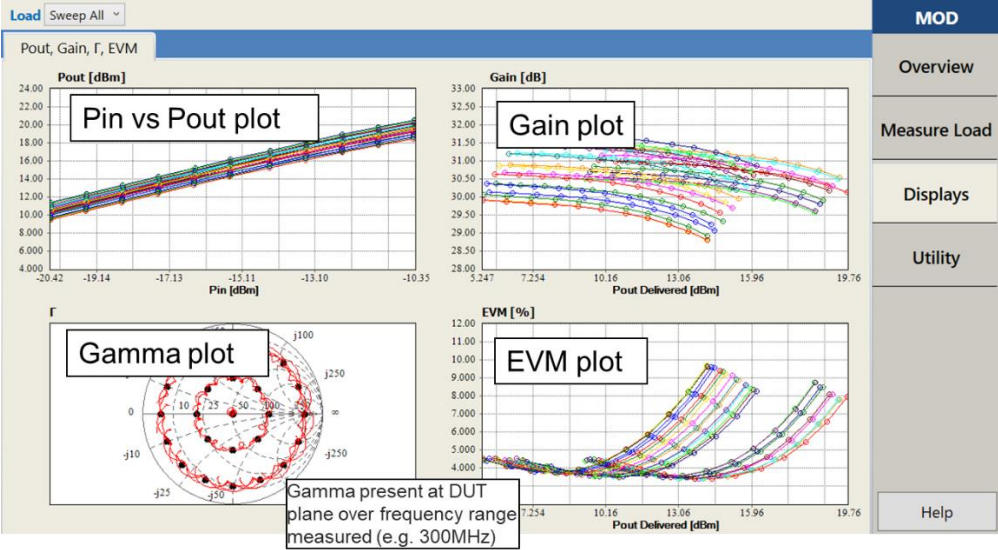 Load Sweep All
MOD
Pout, Gain, Γ, EVM
Overview
Measure Load
Displays
Utility
Help
Pout [dBm]
24.00
22.00
20.00
18.00
16.00
14.00
12.00
10.00
8.000
6.000
4.000
Pin vs Pout plot
-20.42 -19.14 -17.13 -15.11 -13.10 -10.35
Pin [dBm]
Gain [dB]
33.00
32.50
32.00
31.50
31.00
30.50
30.00
29.50
29.00
28.50
28.00
Gain plot
5.247 7.254 10.16 13.06 15.96 19.76
Pout Delivered [dBm]
Γ
Gamma plot
j100
j250
0 10 25 50 100 ∞
-j10
-j250
-j25
-j50
Gamma present at DUT
plane over frequency range
measured (e.g. 300MHz)
EVM [%]
12.00
11.00
10.00
9.000
8.000
7.000
6.000
5.000
4.000
EVM plot
7.254 10.16 13.06 15.96 19.76
Pout Delivered [dBm]